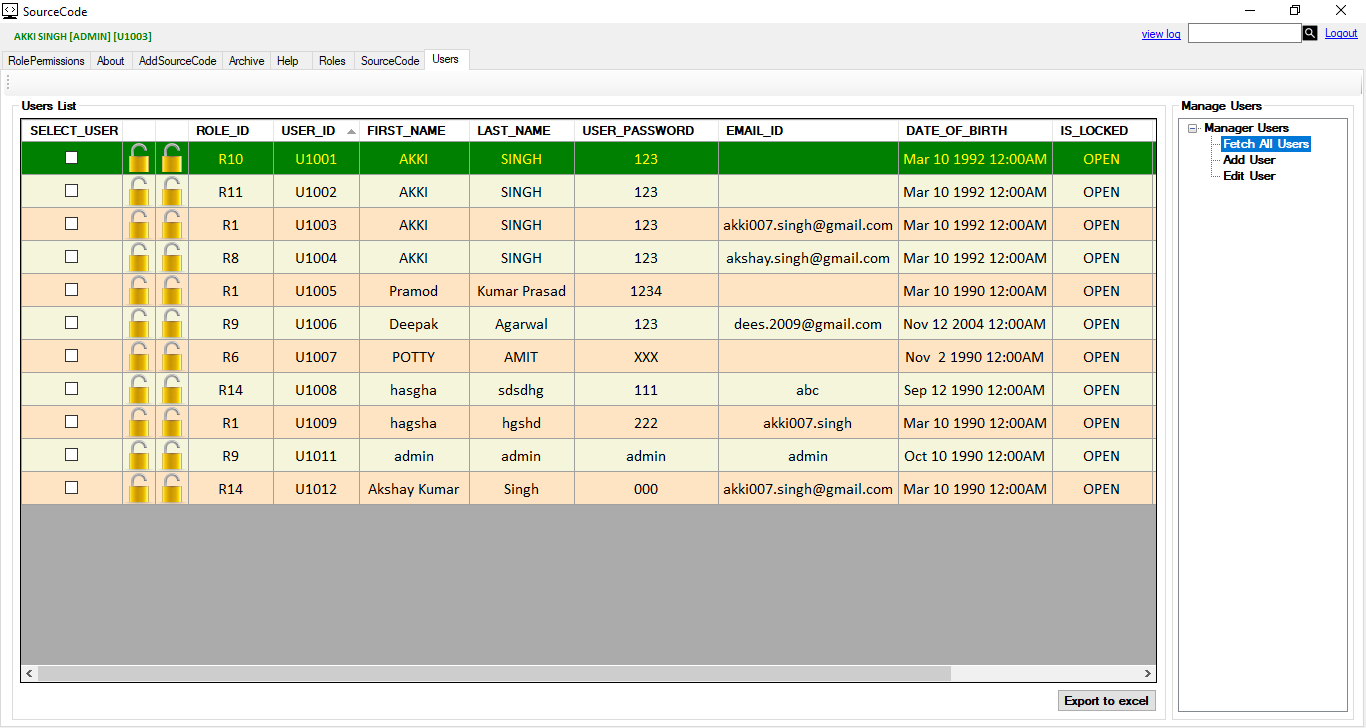 SourceCode
AKKI SINGH [ADMIN] [U1003]
view log
Logout
RolePermissions About AddSourceCode Archive Help Roles SourceCode Users
Users List
SELECT_USER ROLE_ID USER_ID FIRST_NAME LAST_NAME USER_PASSWORD EMAIL_ID DATE_OF_BIRTH IS_LOCKED
R10 U1001 AKKI SINGH 123 Mar 10 1992 12:00AM OPEN
R11 U1002 AKKI SINGH 123 Mar 10 1992 12:00AM OPEN
R1 U1003 AKKI SINGH 123 akki007.singh@gmail.com Mar 10 1992 12:00AM OPEN
R8 U1004 AKKI SINGH 123 akshay.singh@gmail.com Mar 10 1992 12:00AM OPEN
R1 U1005 Pramod Kumar Prasad 1234 Mar 10 1990 12:00AM OPEN
R9 U1006 Deepak Agarwal 123 dees.2009@gmail.com Nov 12 2004 12:00AM OPEN
R6 U1007 POTTY AMIT XXX Nov 2 1990 12:00AM OPEN
R14 U1008 hasgha sdsdhg 111 abc Sep 12 1990 12:00AM OPEN
R1 U1009 hagsha hgshd 222 akki007.singh Mar 10 1990 12:00AM OPEN
R9 U1011 admin admin admin admin Oct 10 1990 12:00AM OPEN
R14 U1012 Akshay Kumar Singh 000 akki007.singh@gmail.com Mar 10 1990 12:00AM OPEN
Export to excel
Manage Users
Manager Users
Fetch All Users
Add User
Edit User